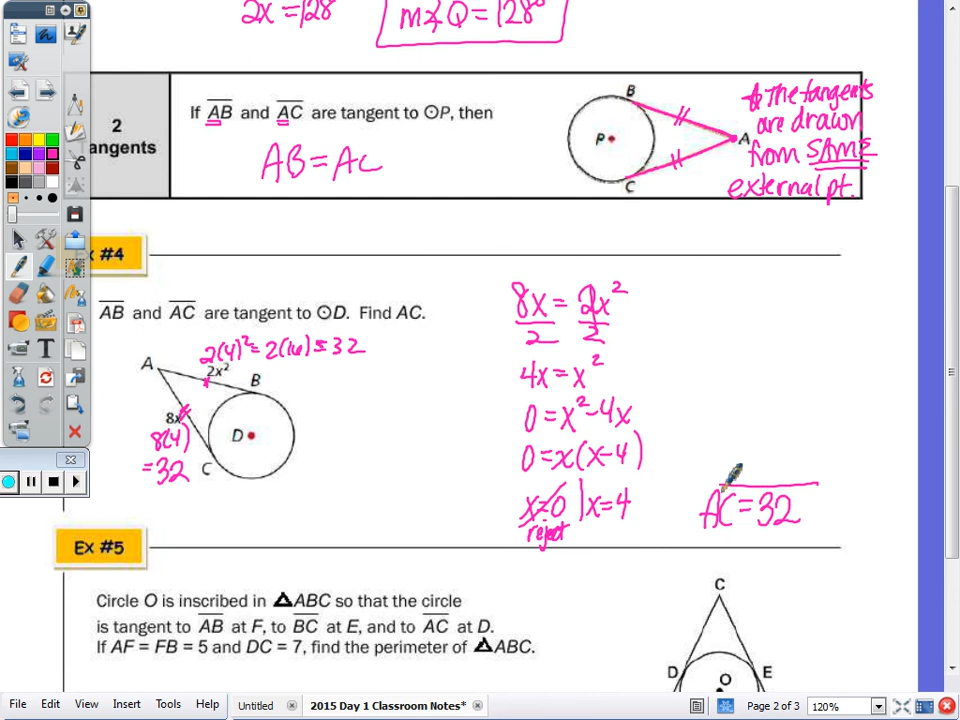 2x = 128
m∡Q = 128°
2
angents
If AB and AC are tangent to ⊙P, then
AB = AC
B
P
A
C
* The tangents
are drawn
from SAME
external pt.
Ex #4
AB and AC are tangent to ⊙D. Find AC.
2(4)² = 2(16) = 32
A
2x²
B
8x
D
8(4)
= 32
C
8x = 2x²
2 2
4x = x²
0 = x² - 4x
0 = x(x-4)
x = 0 | x = 4
reject
AC = 32
Ex #5
Circle O is inscribed in △ABC so that the circle
is tangent to AB at F, to BC at E, and to AC at D.
If AF = FB = 5 and DC = 7, find the perimeter of △ABC.
C
D
E
O
File Edit View Insert Tools Untitled 2015 Day 1 Classroom Notes* Page 2 of 3 120%